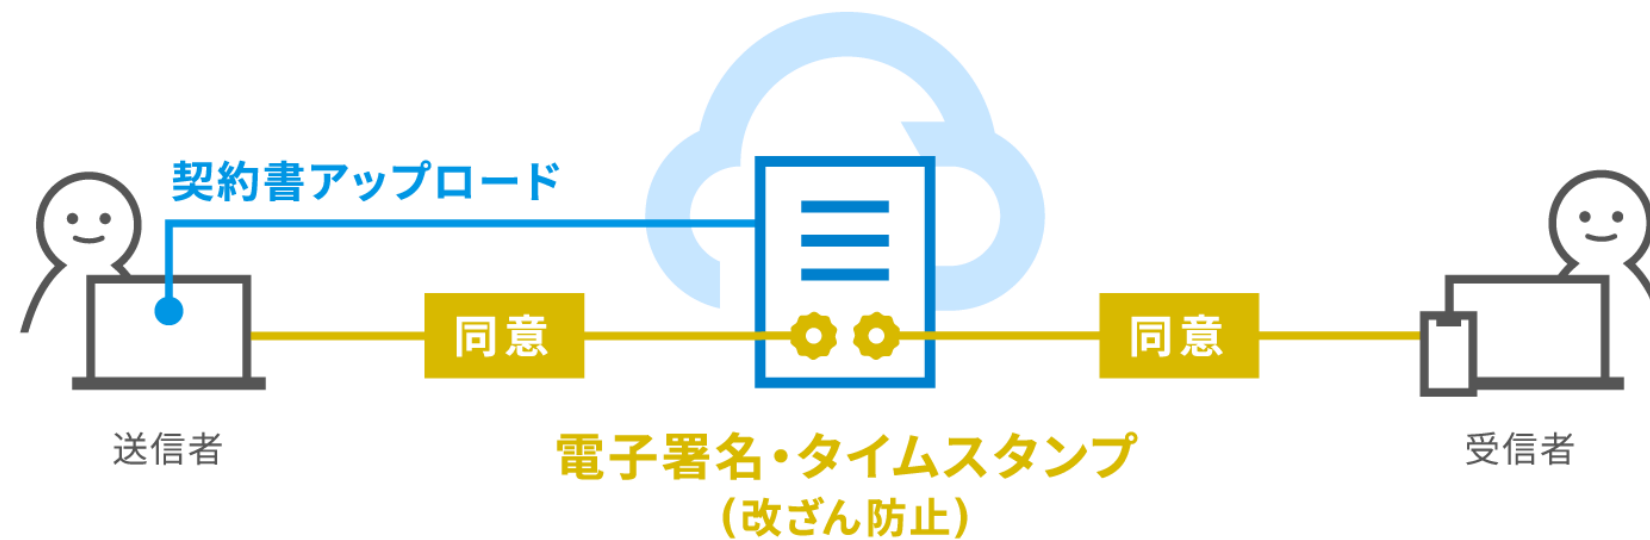 契約書アップロード
同意
同意
送信者
電子署名・タイムスタンプ
(改ざん防止)
受信者